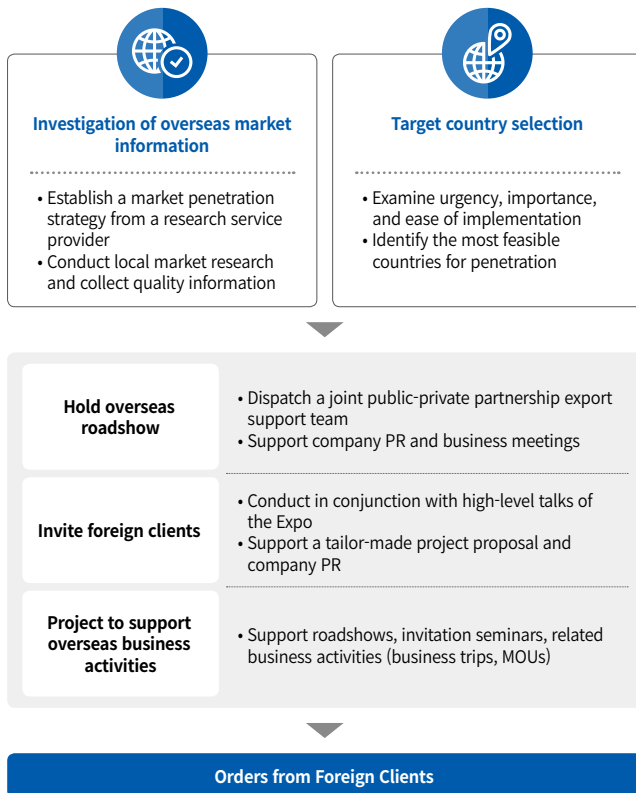 Investigation of overseas market
information
• Establish a market penetration
strategy from a research service
provider
• Conduct local market research
and collect quality information
Target country selection
• Examine urgency, importance,
and ease of implementation
• Identify the most feasible
countries for penetration
Hold overseas
roadshow
• Dispatch a joint public-private partnership export
support team
• Support company PR and business meetings
Invite foreign clients
• Conduct in conjunction with high-level talks of
the Expo
• Support a tailor-made project proposal and
company PR
Project to support
overseas business
activities
• Support roadshows, invitation seminars, related
business activities (business trips, MOUs)
Orders from Foreign Clients